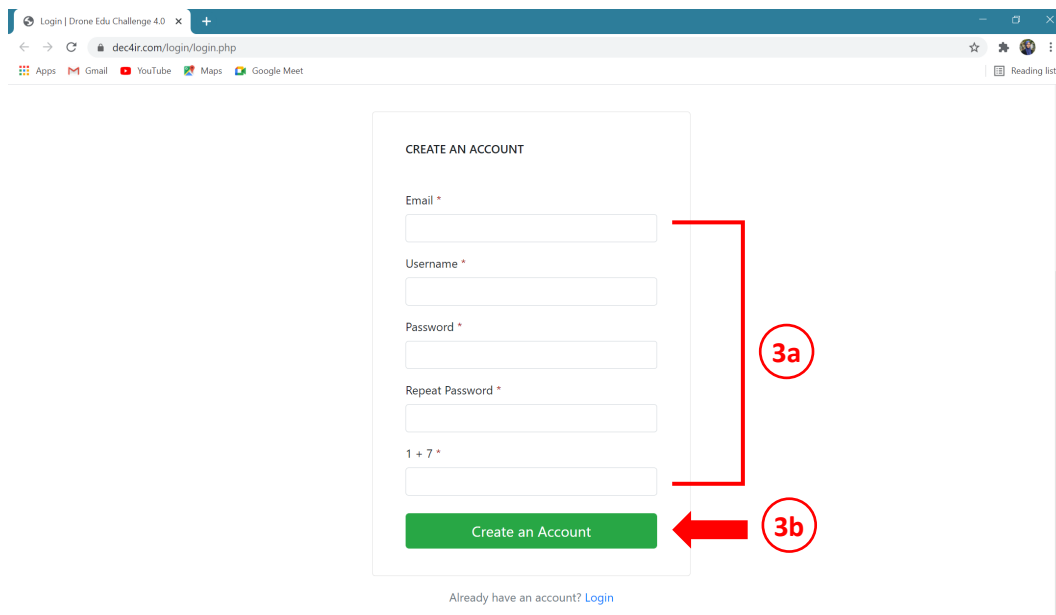 Login | Drone Edu Challenge 4.0
dec4ir.com/login/login.php
Apps Gmail YouTube Maps Google Meet Reading list
CREATE AN ACCOUNT
Email *
Username *
Password *
3a
Repeat Password *
1 + 7 *
Create an Account
3b
Already have an account? Login